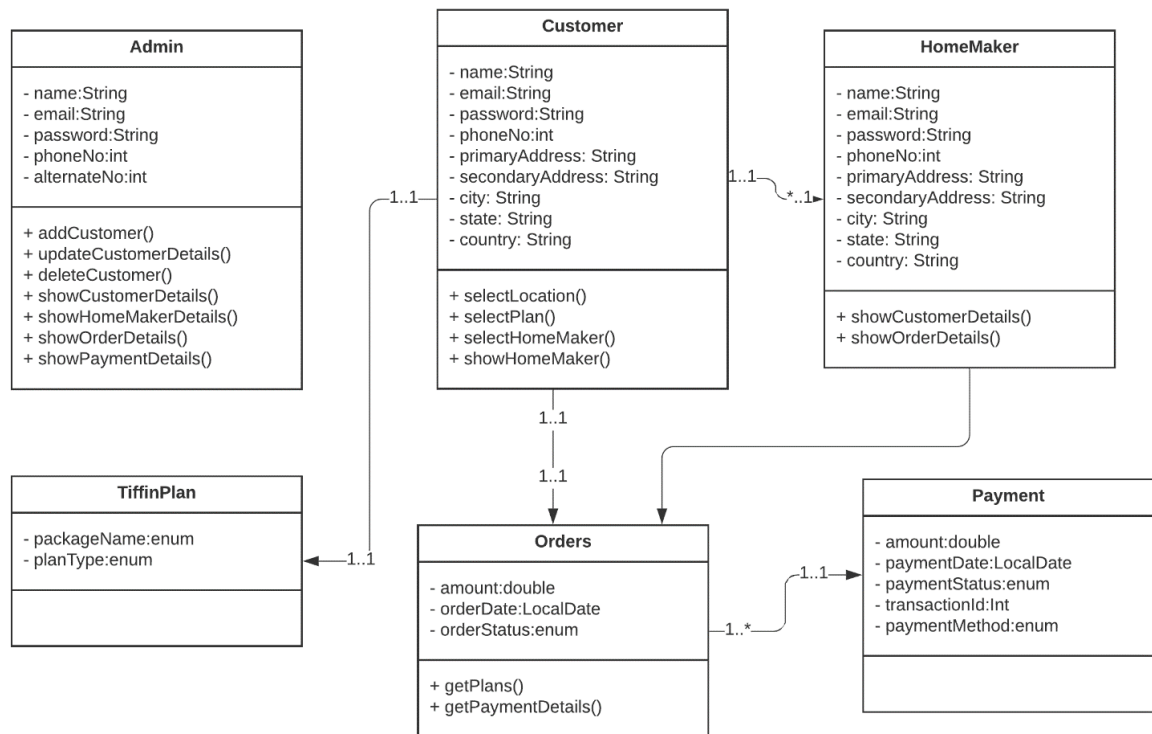 Admin
- name:String
- email:String
- password:String
- phoneNo:int
- alternateNo:int
+ addCustomer()
+ updateCustomerDetails()
+ deleteCustomer()
+ showCustomerDetails()
+ showHomeMakerDetails()
+ showOrderDetails()
+ showPaymentDetails()
Customer
- name:String
- email:String
- password:String
- phoneNo:int
- primaryAddress: String
- secondaryAddress: String
- city: String
- state: String
- country: String
+ selectLocation()
+ selectPlan()
+ selectHomeMaker()
+ showHomeMaker()
HomeMaker
- name:String
- email:String
- password:String
- phoneNo:int
- primaryAddress: String
- secondaryAddress: String
- city: String
- state: String
- country: String
+ showCustomerDetails()
+ showOrderDetails()
1..1
1..1
*..1
1..1
1..1
TiffinPlan
- packageName:enum
- planType:enum
1..1
Orders
- amount:double
- orderDate:LocalDate
- orderStatus:enum
+ getPlans()
+ getPaymentDetails()
1..*
1..1
Payment
- amount:double
- paymentDate:LocalDate
- paymentStatus:enum
- transactionId:Int
- paymentMethod:enum